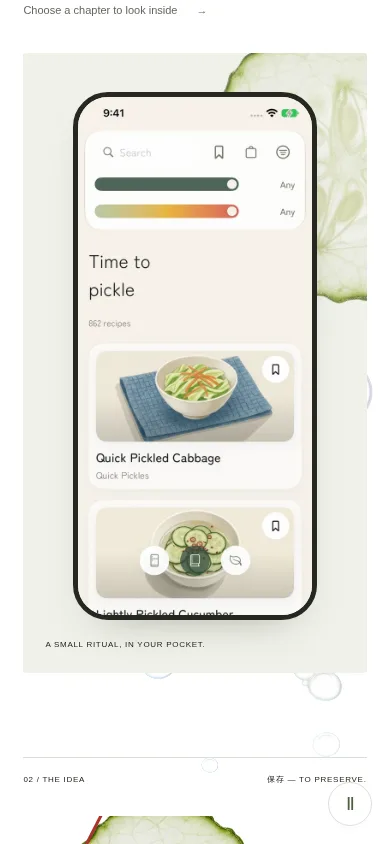 Choose a chapter to look inside →
9:41
Search
Any
Any
Time to
pickle
662 recipes
Quick Pickled Cabbage
Quick Pickles
Lightly Pickled Cucumber
A SMALL RITUAL, IN YOUR POCKET.
02 / THE IDEA
保存 — TO PRESERVE.